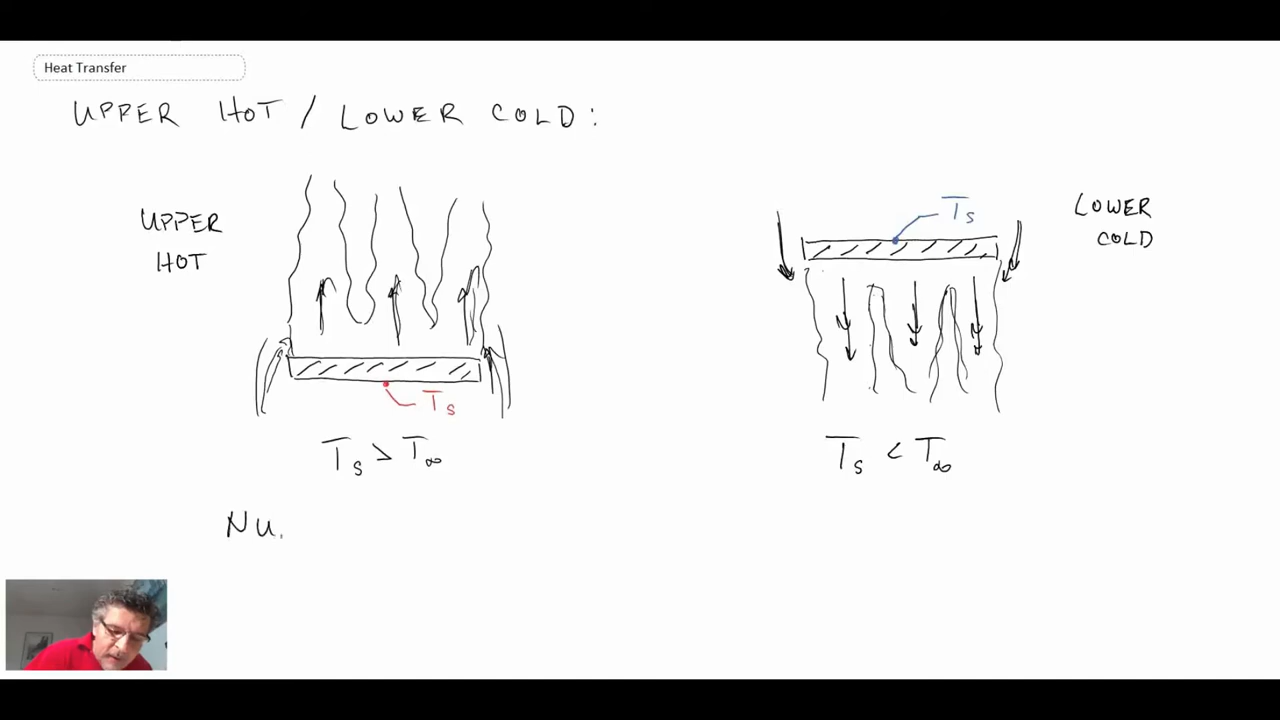 Heat Transfer
UPPER HOT / LOWER COLD:
UPPER
HOT
Ts
LOWER
COLD
Ts
Ts > T∞
Ts < T∞
Nu